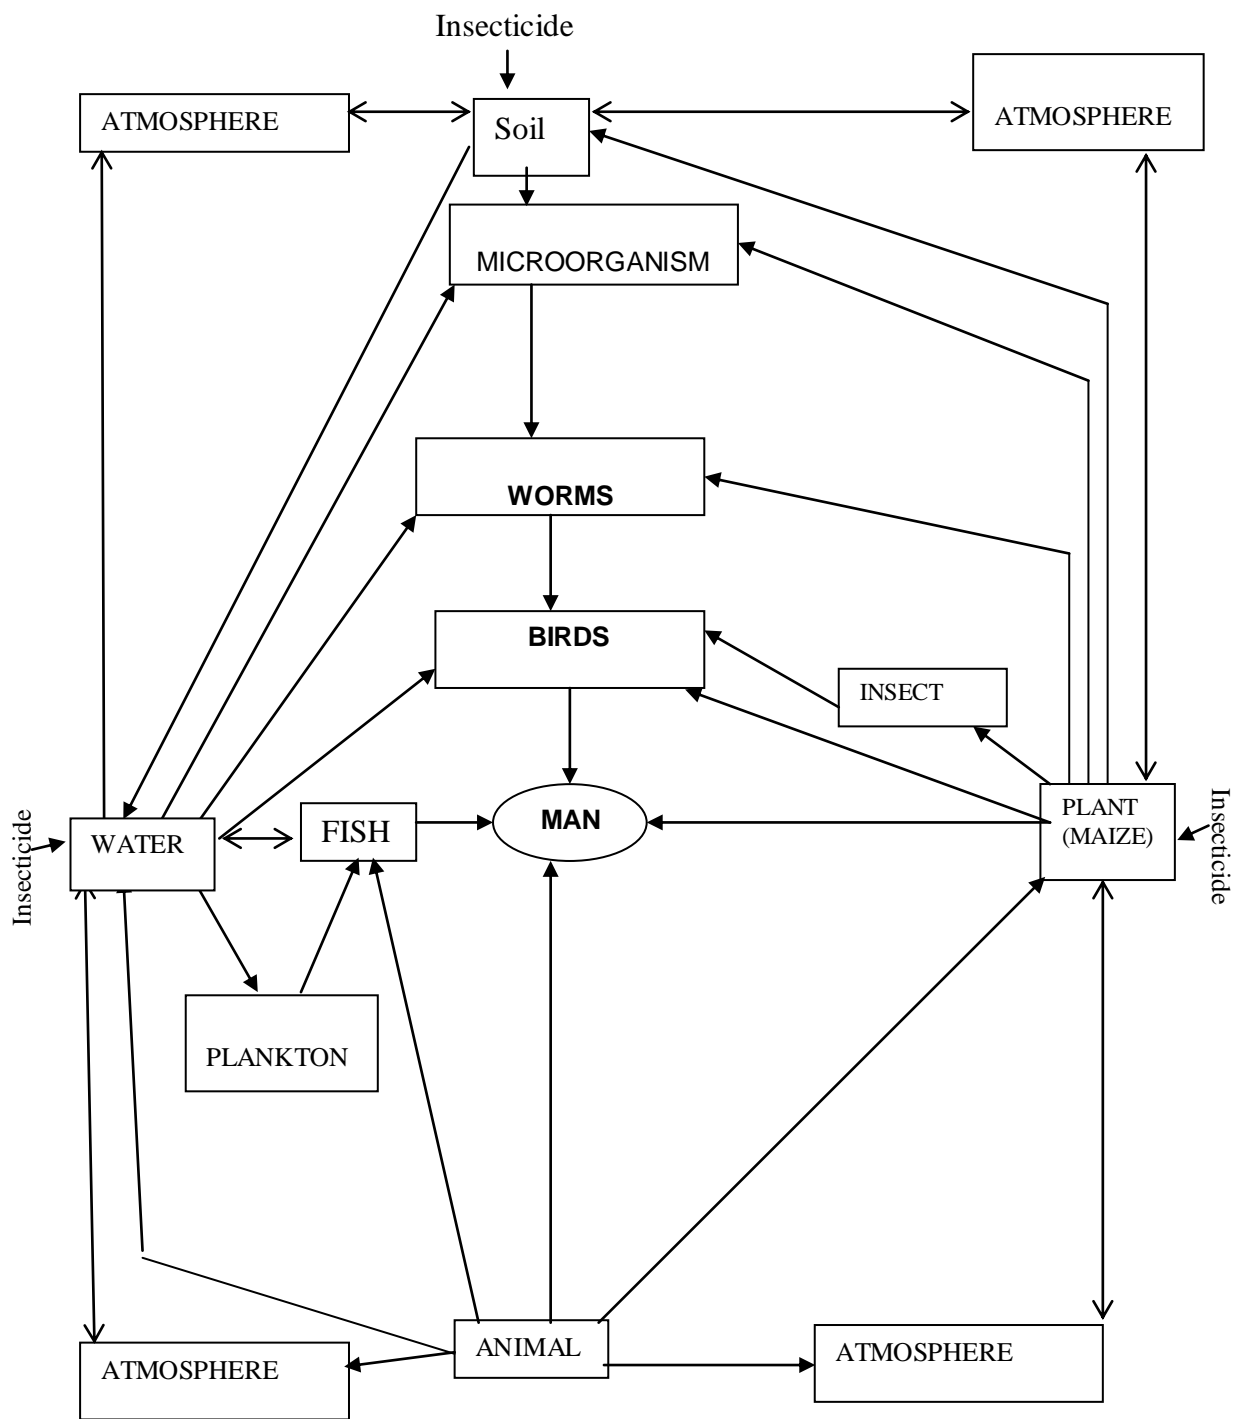 Insecticide
ATMOSPHERE
Soil
ATMOSPHERE
MICROORGANISM
WORMS
BIRDS
INSECT
Insecticide
WATER
FISH
MAN
PLANT
(MAIZE)
Insecticide
PLANKTON
ATMOSPHERE
ANIMAL
ATMOSPHERE